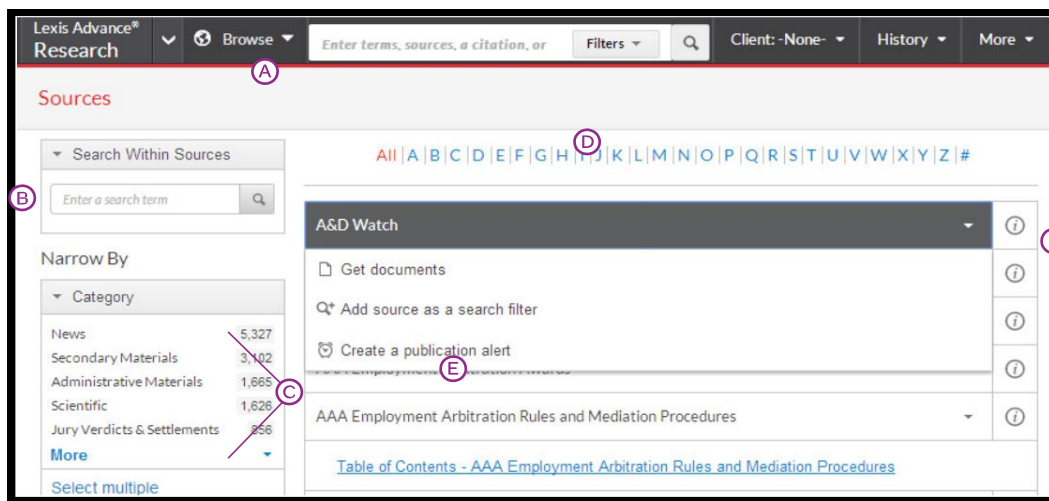 Lexis Advance®
Research
Browse
Enter terms, sources, a citation, or
Filters
Client: -None-
History
More
A
Sources
D
Search Within Sources
All|A|B|C|D|E|F|G|H|I|J|K|L|M|N|O|P|Q|R|S|T|U|V|W|X|Y|Z|#
B
Enter a search term
A&D Watch
Narrow By
Get documents
Category
Add source as a search filter
News 5,327
Secondary Materials 3,102
Create a publication alert
E
Administrative Materials 1,665
Scientific 1,626
C
Jury Verdicts & Settlements 856
AAA Employment Arbitration Rules and Mediation Procedures
More
Table of Contents - AAA Employment Arbitration Rules and Mediation Procedures
Select multiple